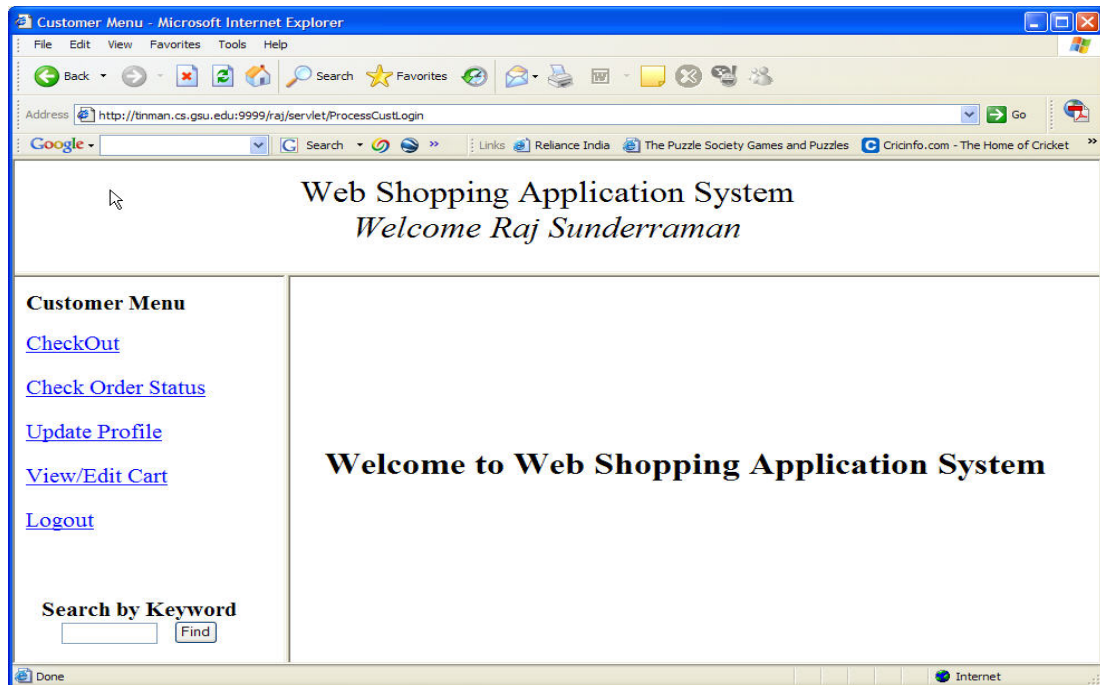 Customer Menu - Microsoft Internet Explorer
File Edit View Favorites Tools Help
Back Search Favorites
Address http://tinman.cs.gsu.edu:9999/raj/servlet/ProcessCustLogin Go
Google Search » Links Reliance India The Puzzle Society Games and Puzzles Cricinfo.com - The Home of Cricket »
Web Shopping Application System
Welcome Raj Sunderraman
Customer Menu
CheckOut
Check Order Status
Update Profile
View/Edit Cart
Logout
Search by Keyword
Find
Welcome to Web Shopping Application System
Done Internet